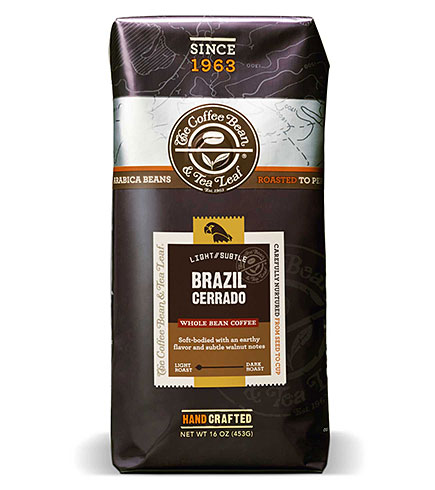 SINCE
1963
The Coffee Bean
& Tea Leaf
Est. 1963
ARABICA BEANS
ROASTED TO PE
The Coffee Bean & Tea Leaf
LIGHT//SUBTLE
BRAZIL
CERRADO
WHOLE BEAN COFFEE
Soft-bodied with an earthy
flavor and subtle walnut notes
LIGHT
ROAST
DARK
ROAST
CAREFULLY NURTURED FROM SEED TO CUP
HAND CRAFTED
NET WT 16 OZ (453G)